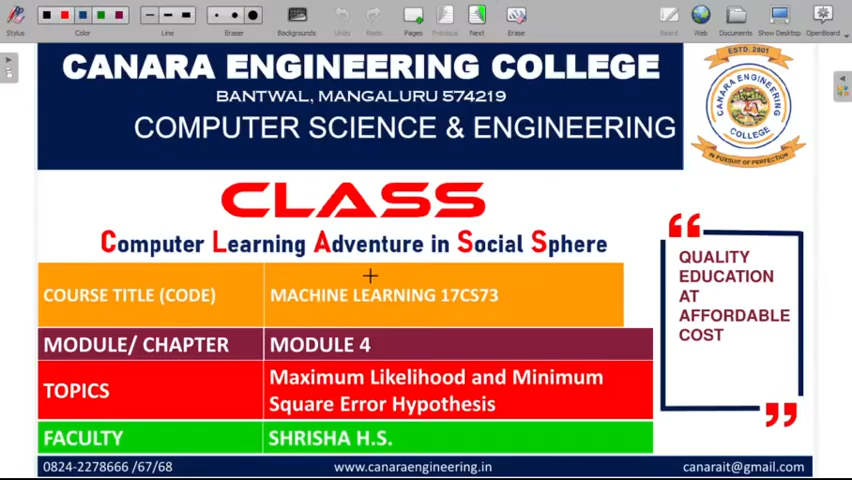 Stylus
Color
Line
Eraser
Backgrounds
Undo
Redo
Pages
Previous
Next
Erase
Board
Web
Documents
Show Desktop
OpenBoard
CANARA ENGINEERING COLLEGE
BANTWAL, MANGALURU 574219
COMPUTER SCIENCE & ENGINEERING
ESTD. 2001
CANARA ENGINEERING
COLLEGE
IN PURSUIT OF PERFECTION
CLASS
Computer Learning Adventure in Social Sphere
COURSE TITLE (CODE) MACHINE LEARNING 17CS73
MODULE/ CHAPTER MODULE 4
TOPICS Maximum Likelihood and Minimum
Square Error Hypothesis
FACULTY SHRISHA H.S.
“
QUALITY
EDUCATION
AT
AFFORDABLE
COST
”
0824-2278666 /67/68 www.canaraengineering.in canarait@gmail.com